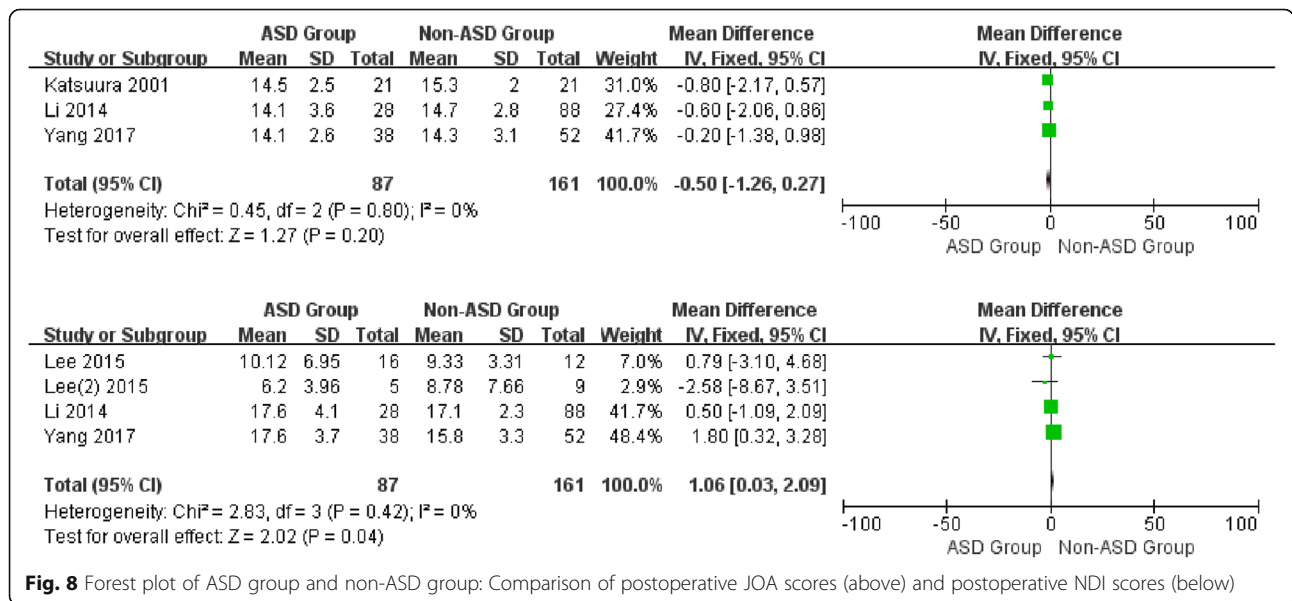 ASD Group Non-ASD Group Mean Difference Mean Difference
Study or Subgroup Mean SD Total Mean SD Total Weight IV, Fixed, 95% CI IV, Fixed, 95% CI
Katsuura 2001 14.5 2.5 21 15.3 2 21 31.0% -0.80 [-2.17, 0.57]
Li 2014 14.1 3.6 28 14.7 2.8 88 27.4% -0.60 [-2.06, 0.86]
Yang 2017 14.1 2.6 38 14.3 3.1 52 41.7% -0.20 [-1.38, 0.98]
Total (95% CI) 87 161 100.0% -0.50 [-1.26, 0.27]
Heterogeneity: Chi² = 0.45, df = 2 (P = 0.80); I² = 0%
Test for overall effect: Z = 1.27 (P = 0.20)
-100 -50 0 50 100
ASD Group Non-ASD Group
ASD Group Non-ASD Group Mean Difference Mean Difference
Study or Subgroup Mean SD Total Mean SD Total Weight IV, Fixed, 95% CI IV, Fixed, 95% CI
Lee 2015 10.12 6.95 16 9.33 3.31 12 7.0% 0.79 [-3.10, 4.68]
Lee(2) 2015 6.2 3.96 5 8.78 7.66 9 2.9% -2.58 [-8.67, 3.51]
Li 2014 17.6 4.1 28 17.1 2.3 88 41.7% 0.50 [-1.09, 2.09]
Yang 2017 17.6 3.7 38 15.8 3.3 52 48.4% 1.80 [0.32, 3.28]
Total (95% CI) 87 161 100.0% 1.06 [0.03, 2.09]
Heterogeneity: Chi² = 2.83, df = 3 (P = 0.42); I² = 0%
Test for overall effect: Z = 2.02 (P = 0.04)
-100 -50 0 50 100
ASD Group Non-ASD Group
Fig. 8 Forest plot of ASD group and non-ASD group: Comparison of postoperative JOA scores (above) and postoperative NDI scores (below)